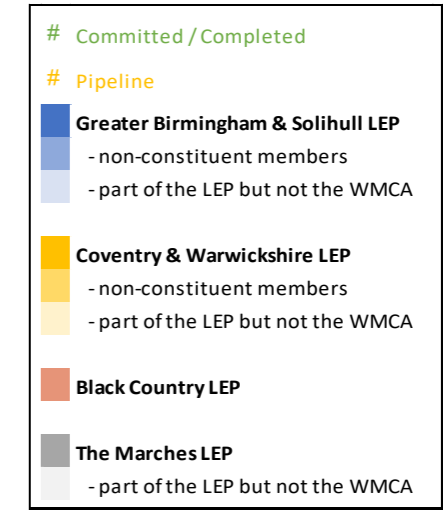 # Committed / Completed
# Pipeline
Greater Birmingham & Solihull LEP
- non-constituent members
- part of the LEP but not the WMCA
Coventry & Warwickshire LEP
- non-constituent members
- part of the LEP but not the WMCA
Black Country LEP
The Marches LEP
- part of the LEP but not the WMCA